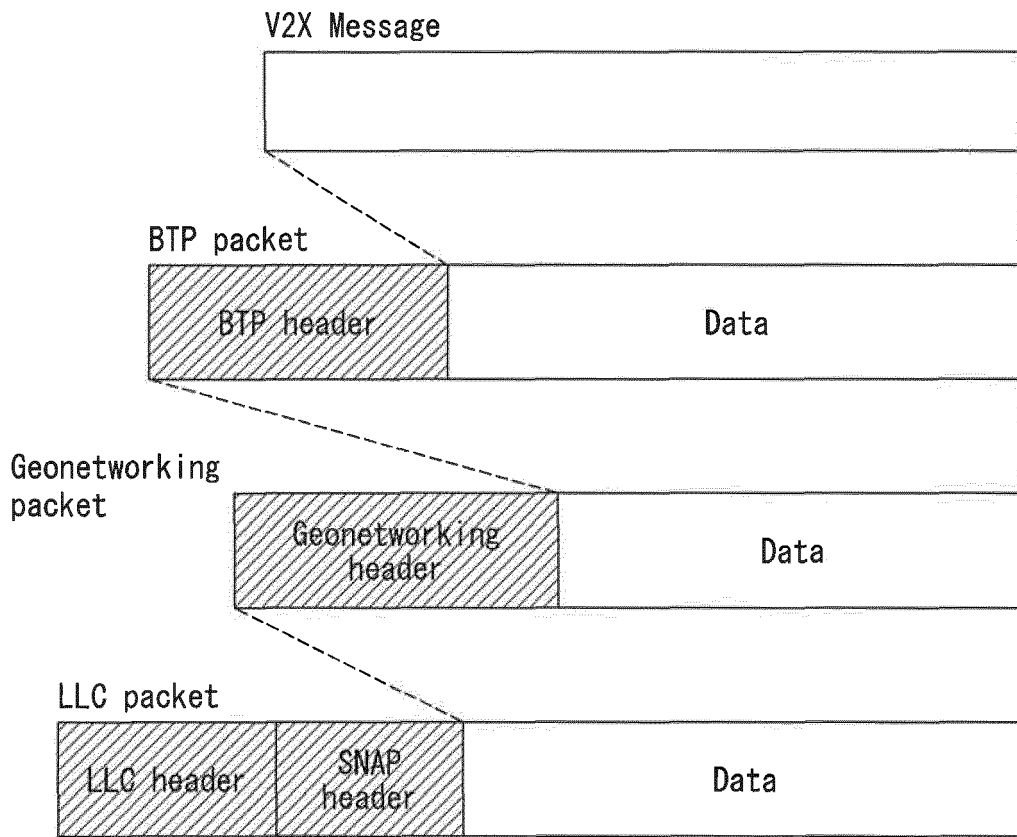 V2X Message
BTP packet
BTP header
Data
Geonetworking
packet
Geonetworking
header
Data
LLC packet
LLC header
SNAP
header
Data